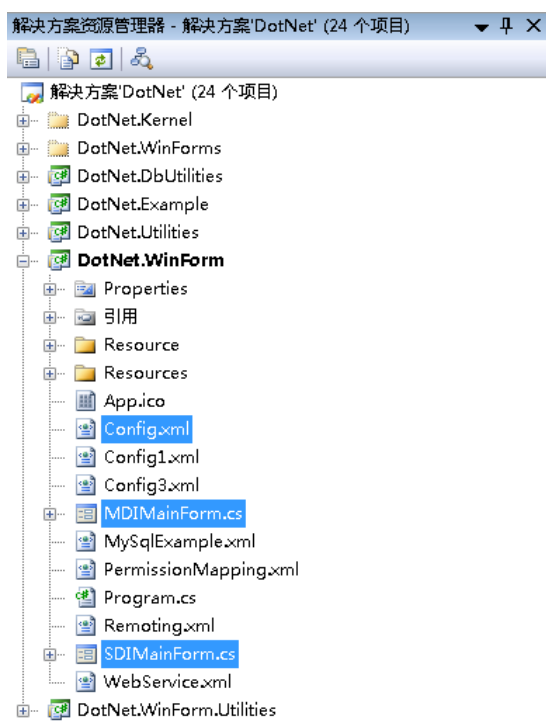 解决方案资源管理器 - 解决方案'DotNet' (24 个项目)
解决方案'DotNet' (24 个项目)
DotNet.Kernel
DotNet.WinForms
DotNet.DbUtilities
DotNet.Example
DotNet.Utilities
DotNet.WinForm
Properties
引用
Resource
Resources
App.ico
Config.xml
Config1.xml
Config3.xml
MDIMainForm.cs
MySqlExample.xml
PermissionMapping.xml
Program.cs
Remoting.xml
SDIMainForm.cs
WebService.xml
DotNet.WinForm.Utilities